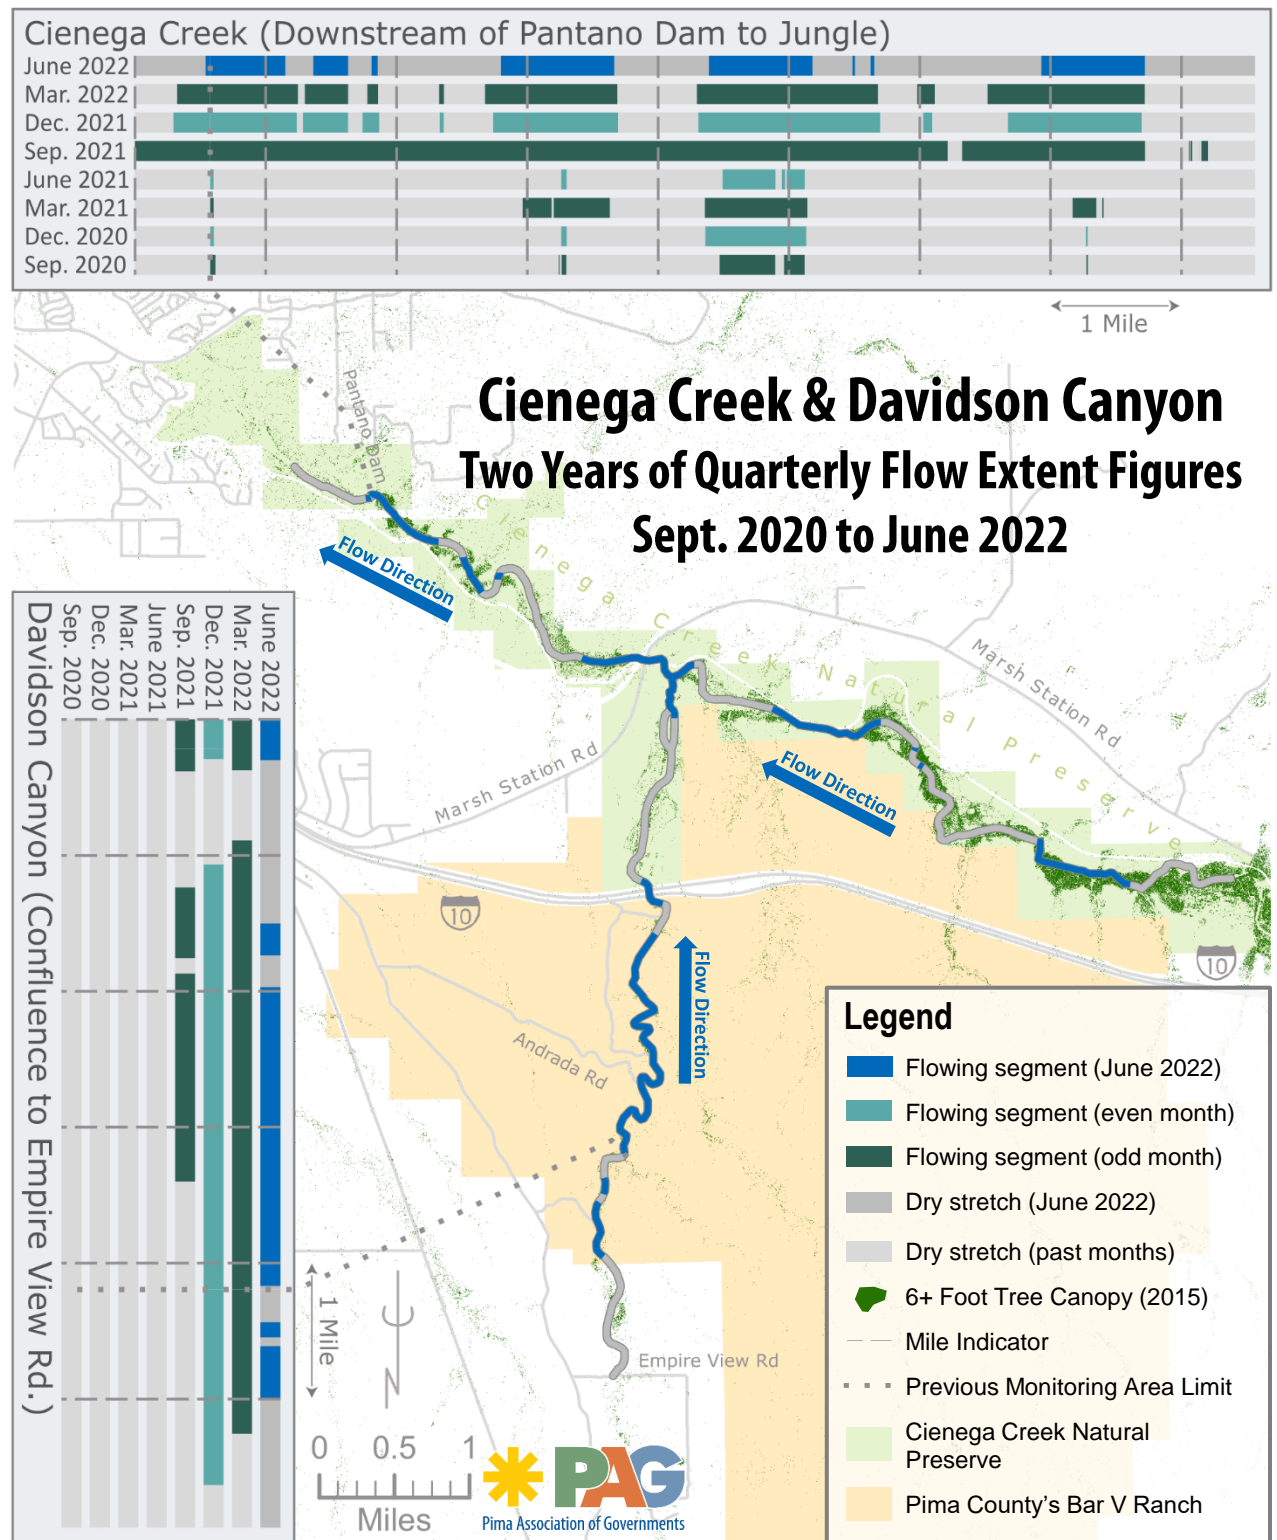 Cienega Creek (Downstream of Pantano Dam to Jungle)
June 2022
Mar. 2022
Dec. 2021
Sep. 2021
June 2021
Mar. 2021
Dec. 2020
Sep. 2020
1 Mile
Cienega Creek & Davidson Canyon
Two Years of Quarterly Flow Extent Figures
Sept. 2020 to June 2022
Pantano Dam
Cienega Creek Natural Preserve
Flow Direction
Marsh Station Rd
Marsh Station Rd
Flow Direction
Davidson Canyon (Confluence to Empire View Rd.)
Sep. 2020
Dec. 2020
Mar. 2021
June 2021
Sep. 2021
Dec. 2021
Mar. 2022
June 2022
10
10
Flow Direction
Andrada Rd
1 Mile
N
Empire View Rd
0 0.5 1
Miles
PAG
Pima Association of Governments
Legend
Flowing segment (June 2022)
Flowing segment (even month)
Flowing segment (odd month)
Dry stretch (June 2022)
Dry stretch (past months)
6+ Foot Tree Canopy (2015)
Mile Indicator
Previous Monitoring Area Limit
Cienega Creek Natural
Preserve
Pima County's Bar V Ranch